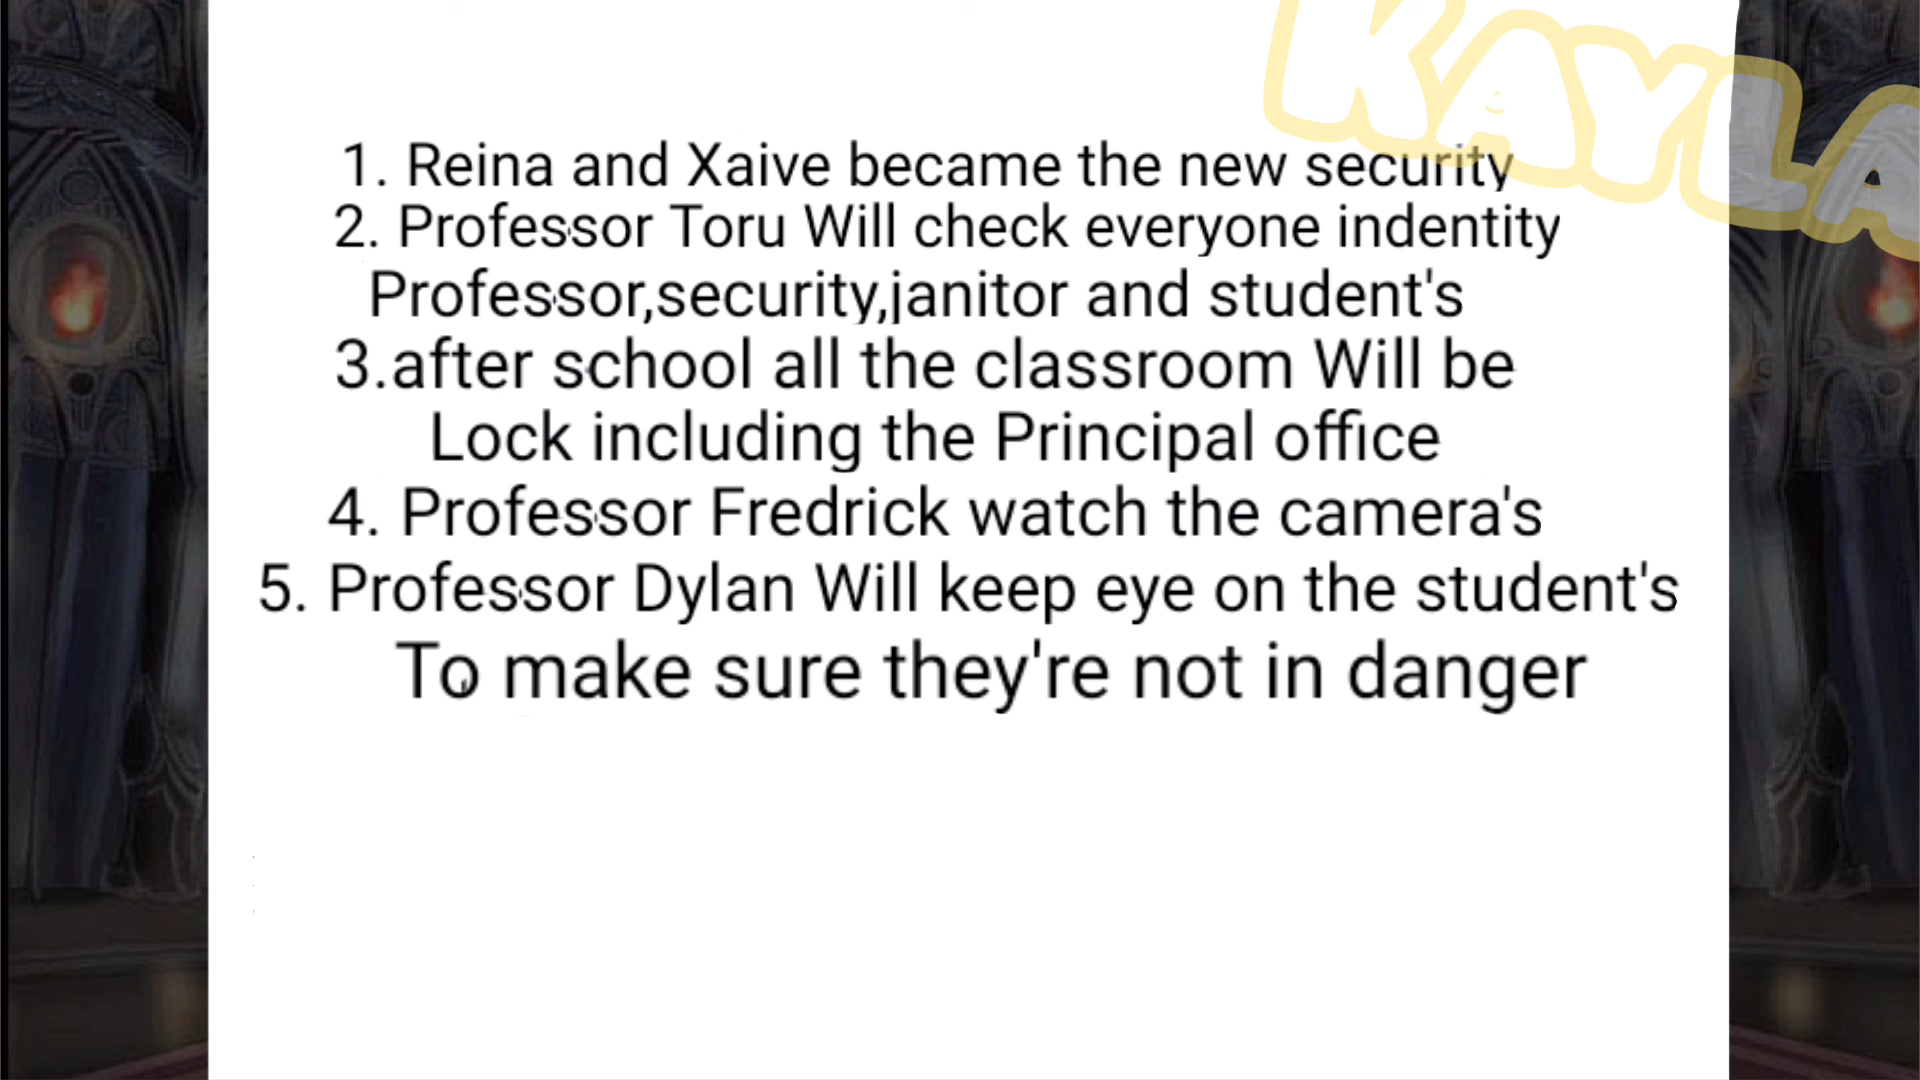 KAYLA
1. Reina and Xaive became the new security
2. Professor Toru Will check everyone indentity
Professor,security,janitor and student's
3.after school all the classroom Will be
Lock including the Principal office
4. Professor Fredrick watch the camera's
5. Professor Dylan Will keep eye on the student's
To make sure they're not in danger